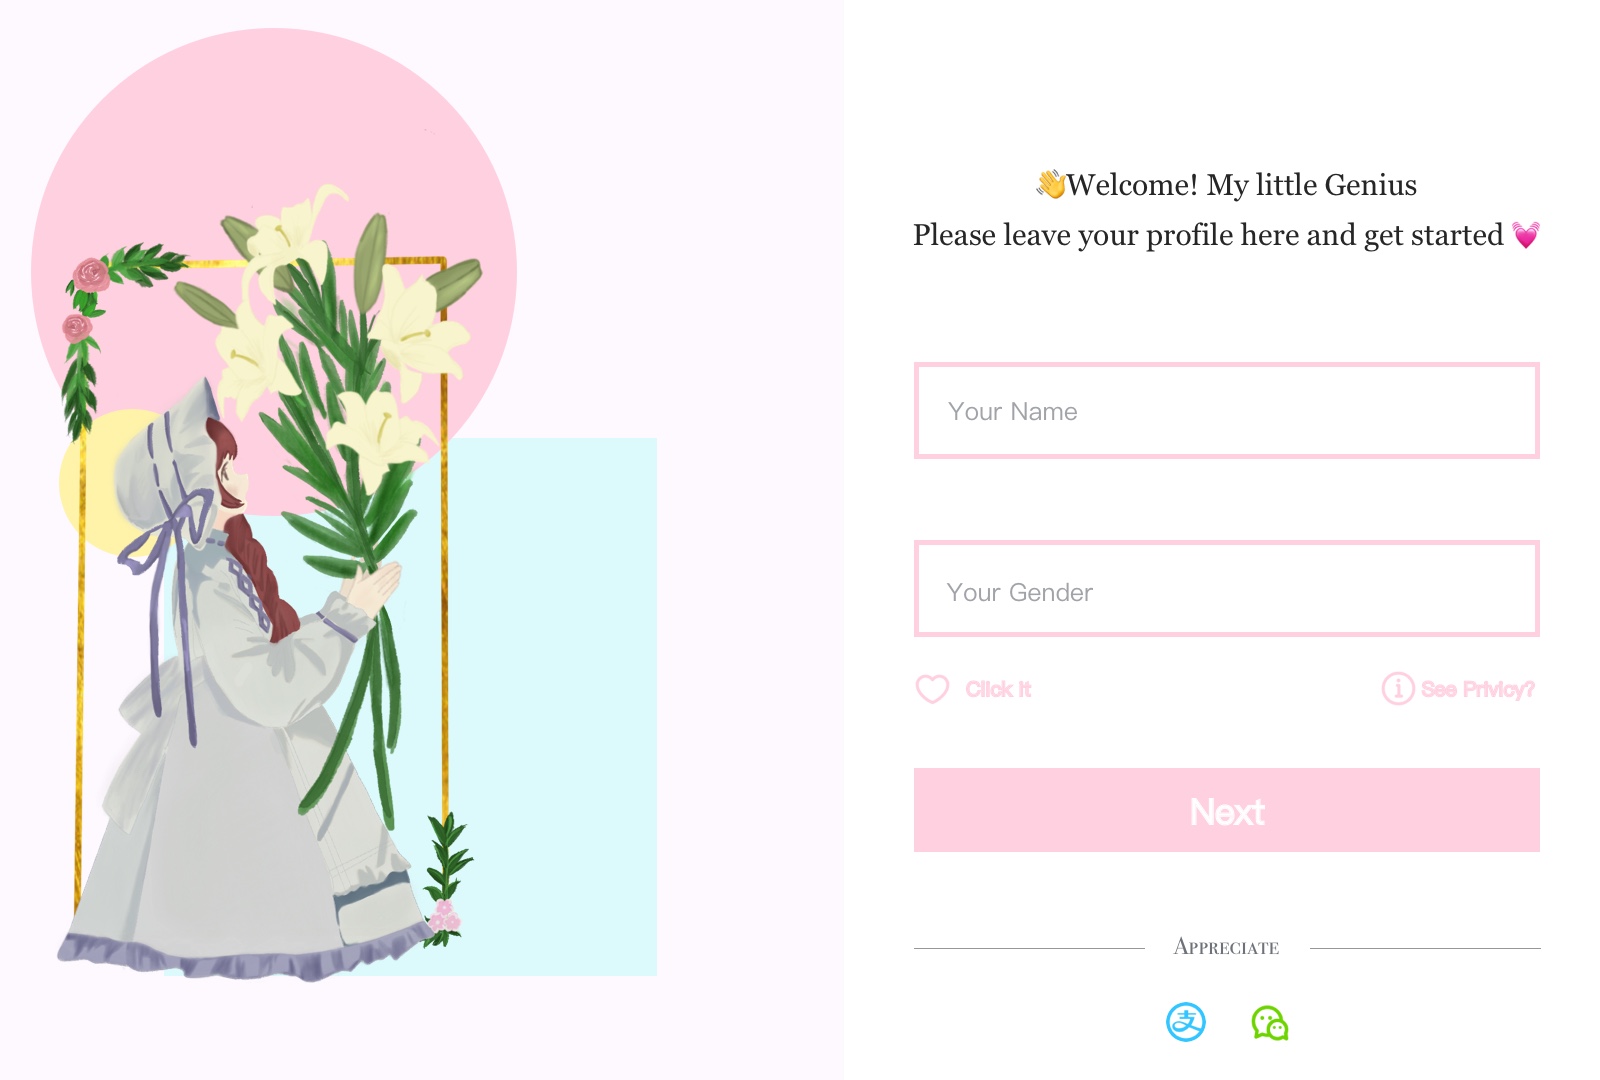 👋Welcome! My little Genius
Please leave your profile here and get started 💓
Your Name
Your Gender
Click it
See Privicy?
Next
Appreciate
支